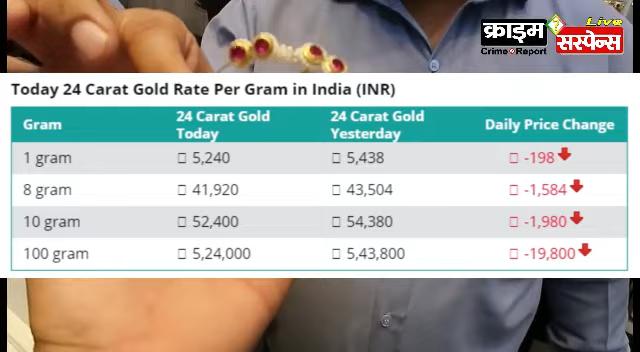 क्राइम ? Live
Crime Report सस्पेन्स
Today 24 Carat Gold Rate Per Gram in India (INR)
Gram 24 Carat Gold Today 24 Carat Gold Yesterday Daily Price Change
1 gram 5,240 5,438 -198
8 gram 41,920 43,504 -1,584
10 gram 52,400 54,380 -1,980
100 gram 5,24,000 5,43,800 -19,800